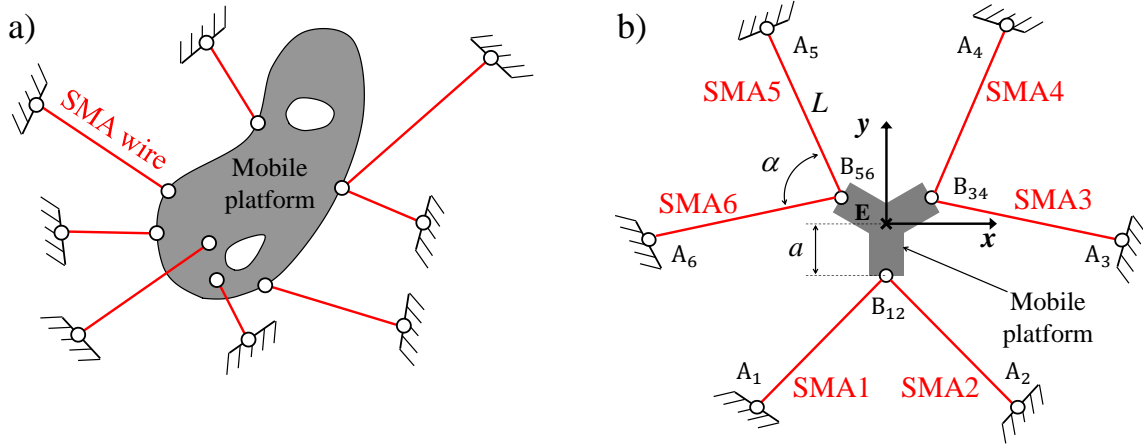 a)
SMA wire
Mobile
platform
b)
A₅
A₄
SMA5
L
SMA4
y
α
B₅₆
B₃₄
SMA6
E
SMA3
x
A₆
a
A₃
B₁₂
Mobile
platform
A₁
SMA1
SMA2
A₂